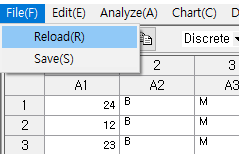 File(F) Edit(E) Analyze(A) Chart(C)
Reload(R) Discrete
Save(S)
2 3
A1 A2 A3
1 24 B M
2 12 B M
3 23 B M